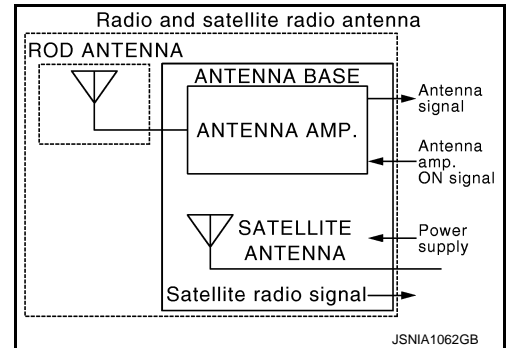 Radio and satellite radio antenna
ROD ANTENNA
ANTENNA BASE
ANTENNA AMP.
Antenna
signal
Antenna
amp.
ON signal
SATELLITE
ANTENNA
Power
supply
Satellite radio signal
JSNIA1062GB